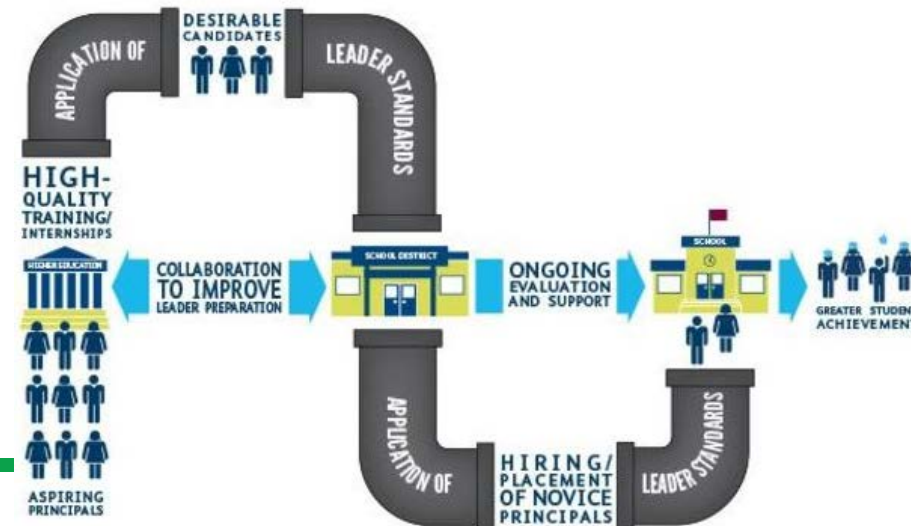 DESIRABLE
CANDIDATES
APPLICATION OF
LEADER STANDARDS
HIGH-
QUALITY
TRAINING/
INTERNSHIPS
HIGHER EDUCATION
COLLABORATION
TO IMPROVE
LEADER PREPARATION
SCHOOL DISTRICT
ONGOING
EVALUATION
AND SUPPORT
SCHOOL
GREATER STUDEN
ACHIEVEMEN
ASPIRING
PRINCIPALS
APPLICATION OF
HIRING/
PLACEMENT
OF NOVICE
PRINCIPALS
LEADER STANDARDS